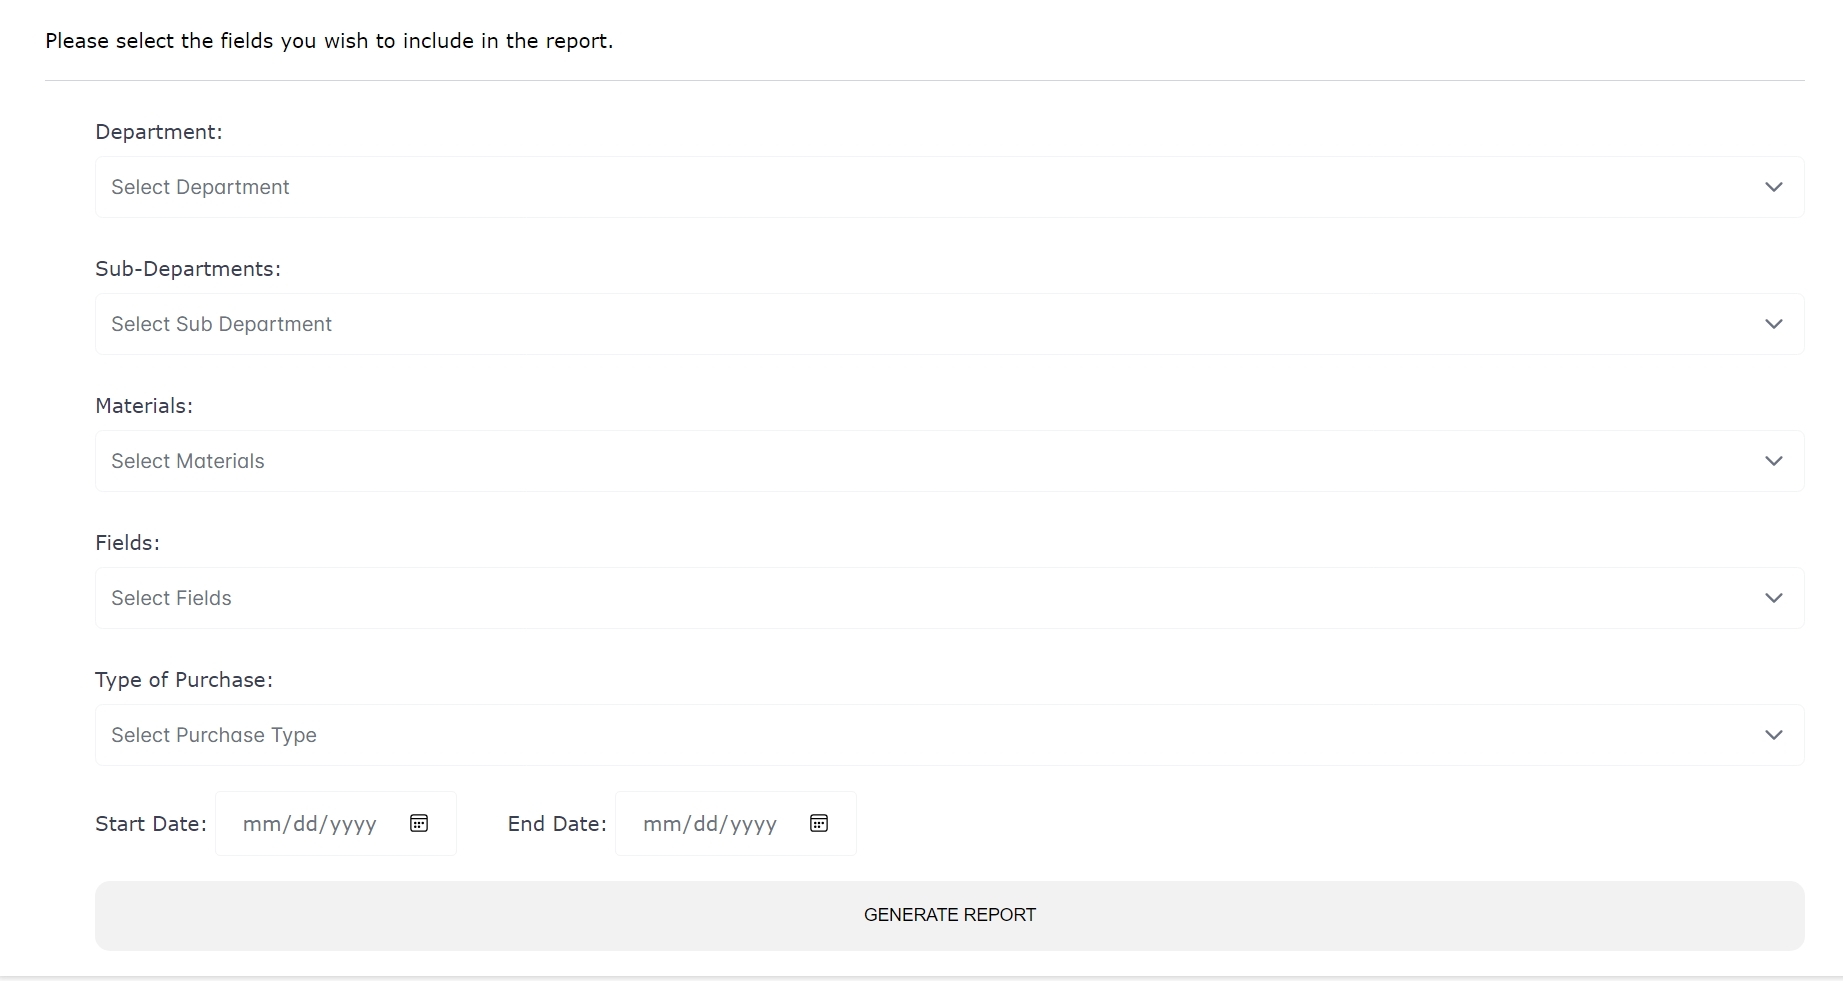 Please select the fields you wish to include in the report.
Department:
Select Department
Sub-Departments:
Select Sub Department
Materials:
Select Materials
Fields:
Select Fields
Type of Purchase:
Select Purchase Type
Start Date: mm/dd/yyyy End Date: mm/dd/yyyy
GENERATE REPORT